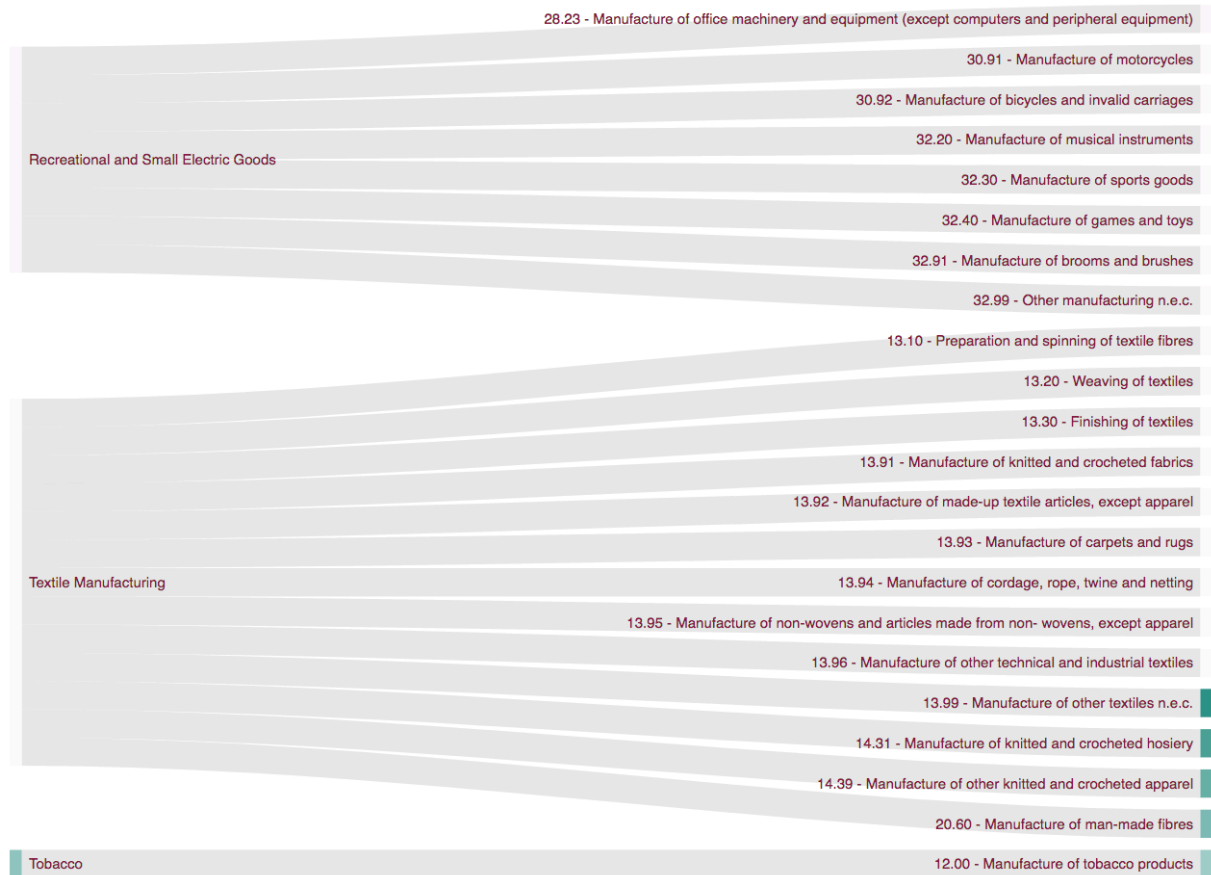 28.23 - Manufacture of office machinery and equipment (except computers and peripheral equipment)
30.91 - Manufacture of motorcycles
30.92 - Manufacture of bicycles and invalid carriages
32.20 - Manufacture of musical instruments
Recreational and Small Electric Goods
32.30 - Manufacture of sports goods
32.40 - Manufacture of games and toys
32.91 - Manufacture of brooms and brushes
32.99 - Other manufacturing n.e.c.
13.10 - Preparation and spinning of textile fibres
13.20 - Weaving of textiles
13.30 - Finishing of textiles
13.91 - Manufacture of knitted and crocheted fabrics
13.92 - Manufacture of made-up textile articles, except apparel
13.93 - Manufacture of carpets and rugs
Textile Manufacturing
13.94 - Manufacture of cordage, rope, twine and netting
13.95 - Manufacture of non-wovens and articles made from non- wovens, except apparel
13.96 - Manufacture of other technical and industrial textiles
13.99 - Manufacture of other textiles n.e.c.
14.31 - Manufacture of knitted and crocheted hosiery
14.39 - Manufacture of other knitted and crocheted apparel
20.60 - Manufacture of man-made fibres
Tobacco
12.00 - Manufacture of tobacco products